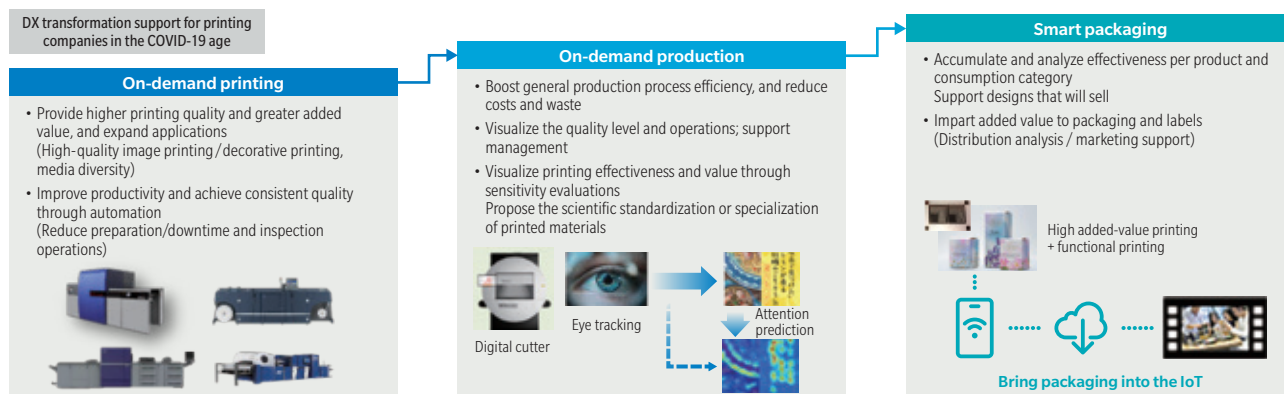 DX transformation support for printing
companies in the COVID-19 age
On-demand printing
• Provide higher printing quality and greater added
value, and expand applications
(High-quality image printing / decorative printing,
media diversity)
• Improve productivity and achieve consistent quality
through automation
(Reduce preparation/downtime and inspection
operations)
On-demand production
• Boost general production process efficiency, and reduce
costs and waste
• Visualize the quality level and operations; support
management
• Visualize printing effectiveness and value through
sensitivity evaluations
Propose the scientific standardization or specialization
of printed materials
Digital cutter
Eye tracking
Attention
prediction
Smart packaging
• Accumulate and analyze effectiveness per product and
consumption category
Support designs that will sell
• Impart added value to packaging and labels
(Distribution analysis / marketing support)
High added-value printing
+ functional printing
Bring packaging into the IoT